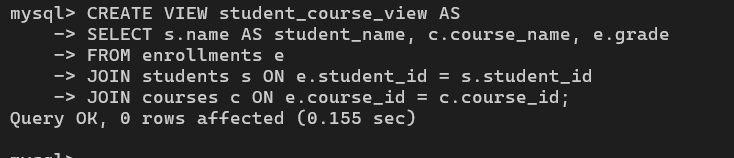 mysql> CREATE VIEW student_course_view AS
    -> SELECT s.name AS student_name, c.course_name, e.grade
    -> FROM enrollments e
    -> JOIN students s ON e.student_id = s.student_id
    -> JOIN courses c ON e.course_id = c.course_id;
Query OK, 0 rows affected (0.155 sec)

mysql>